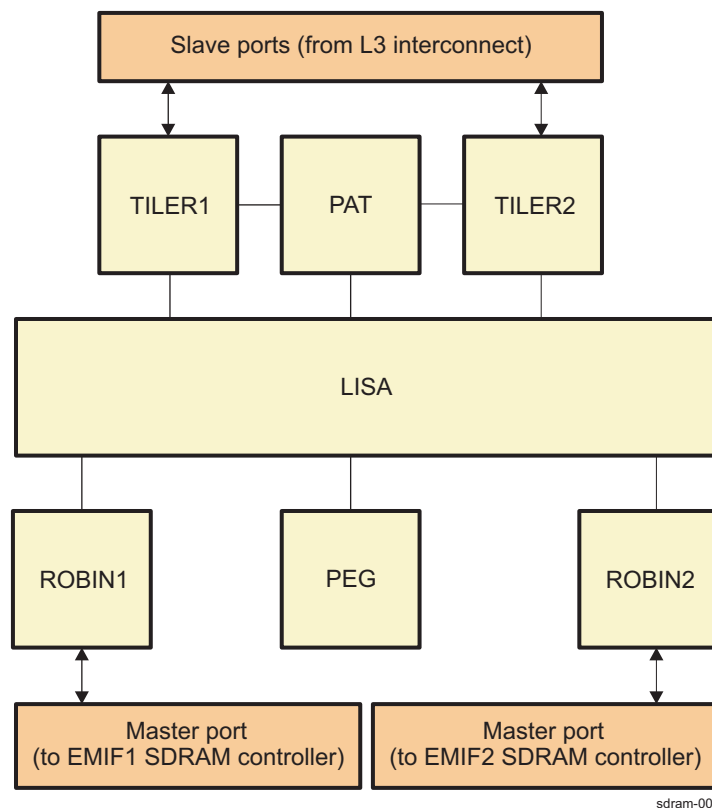 Slave ports (from L3 interconnect)
TILER1
PAT
TILER2
LISA
ROBIN1
PEG
ROBIN2
Master port
(to EMIF1 SDRAM controller)
Master port
(to EMIF2 SDRAM controller)
sdram-00